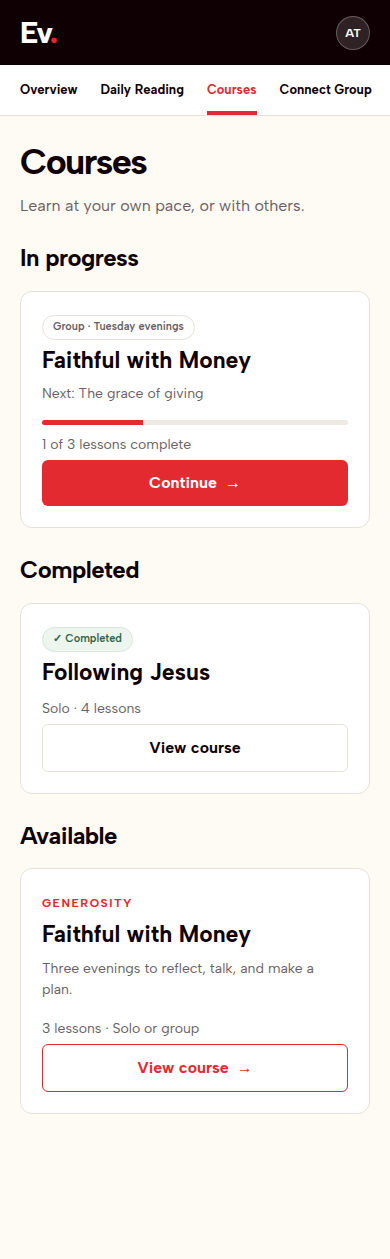 Ev.
AT
Overview Daily Reading Courses Connect Group
Courses
Learn at your own pace, or with others.
In progress
Group · Tuesday evenings
Faithful with Money
Next: The grace of giving
1 of 3 lessons complete
Continue →
Completed
✓ Completed
Following Jesus
Solo · 4 lessons
View course
Available
GENEROSITY
Faithful with Money
Three evenings to reflect, talk, and make a
plan.
3 lessons · Solo or group
View course →